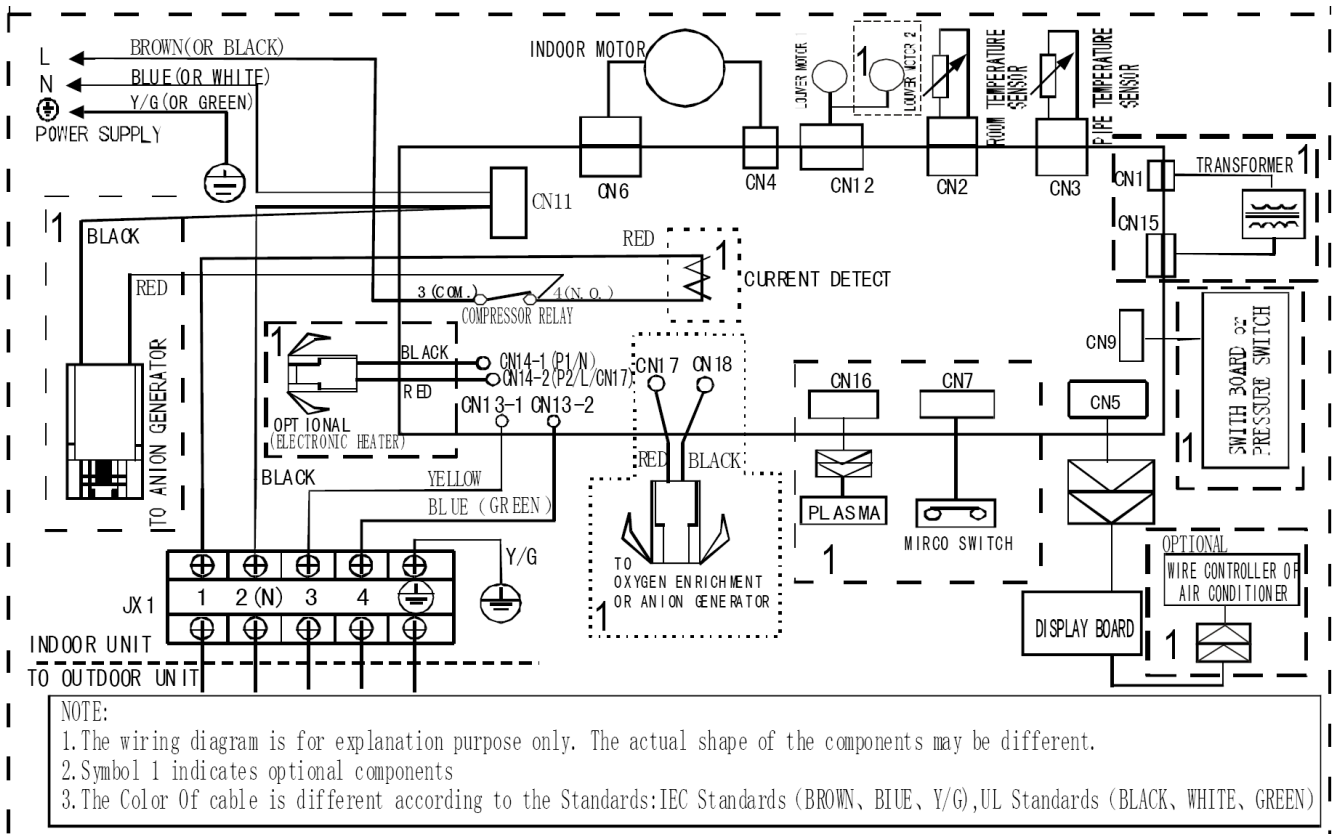 L
BROWN(OR BLACK)
N
BLUE(OR WHITE)
Y/G(OR GREEN)
POWER SUPPLY
INDOOR MOTOR
LOUVER MOTOR 1
1
LOUVER MOTOR 2
ROOM TEMPERATURE
SENSOR
PIPE TEMPERATURE
SENSOR
CN6
CN4
CN12
CN2
CN3
CN1
TRANSFORMER
1
CN15
CN11
1
BLACK
RED
TO ANION GENERATOR
RED
1
CURRENT DETECT
3(COM.)
4(N.O.)
COMPRESSOR RELAY
1
BLACK
RED
CN14-1(P1/N)
CN14-2(P2/L/CN17)
OPTIONAL
(ELECTRONIC HEATER)
CN13-1
CN13-2
CN17
CN18
CN16
CN7
CN9
CN5
SWITH BOARD or
PRESSURE SWITCH
1
BLACK
YELLOW
BLUE (GREEN)
RED
BLACK
PLASMA
MIRCO SWITCH
1
Y/G
TO
OXYGEN ENRICHMENT
OR ANION GENERATOR
1
JX1
1
2(N)
3
4
OPTIONAL
WIRE CONTROLLER OF
AIR CONDITIONER
1
DISPLAY BOARD
INDOOR UNIT
TO OUTDOOR UNIT
NOTE:
1.The wiring diagram is for explanation purpose only. The actual shape of the components may be different.
2.Symbol 1 indicates optional components
3.The Color Of cable is different according to the Standards:IEC Standards (BROWN、BIUE、Y/G),UL Standards (BLACK、WHITE、GREEN)